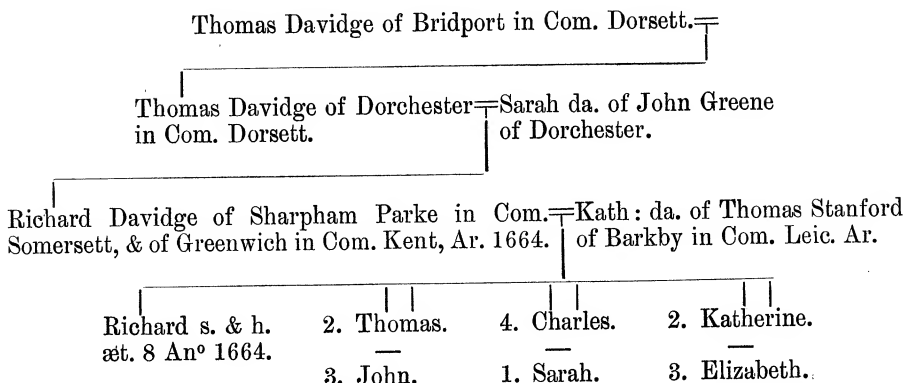 Thomas Davidge of Bridport in Com. Dorsett.
Thomas Davidge of Dorchester
in Com. Dorsett.
Sarah da. of John Greene
of Dorchester.
Richard Davidge of Sharpham Parke in Com.
Somersett, & of Greenwich in Com. Kent, Ar. 1664.
Kath: da. of Thomas Stanford
of Barkby in Com. Leic. Ar.
Richard s. & h.
æt. 8 Anº 1664.
2. Thomas.
3. John.
4. Charles.
1. Sarah.
2. Katherine.
3. Elizabeth.